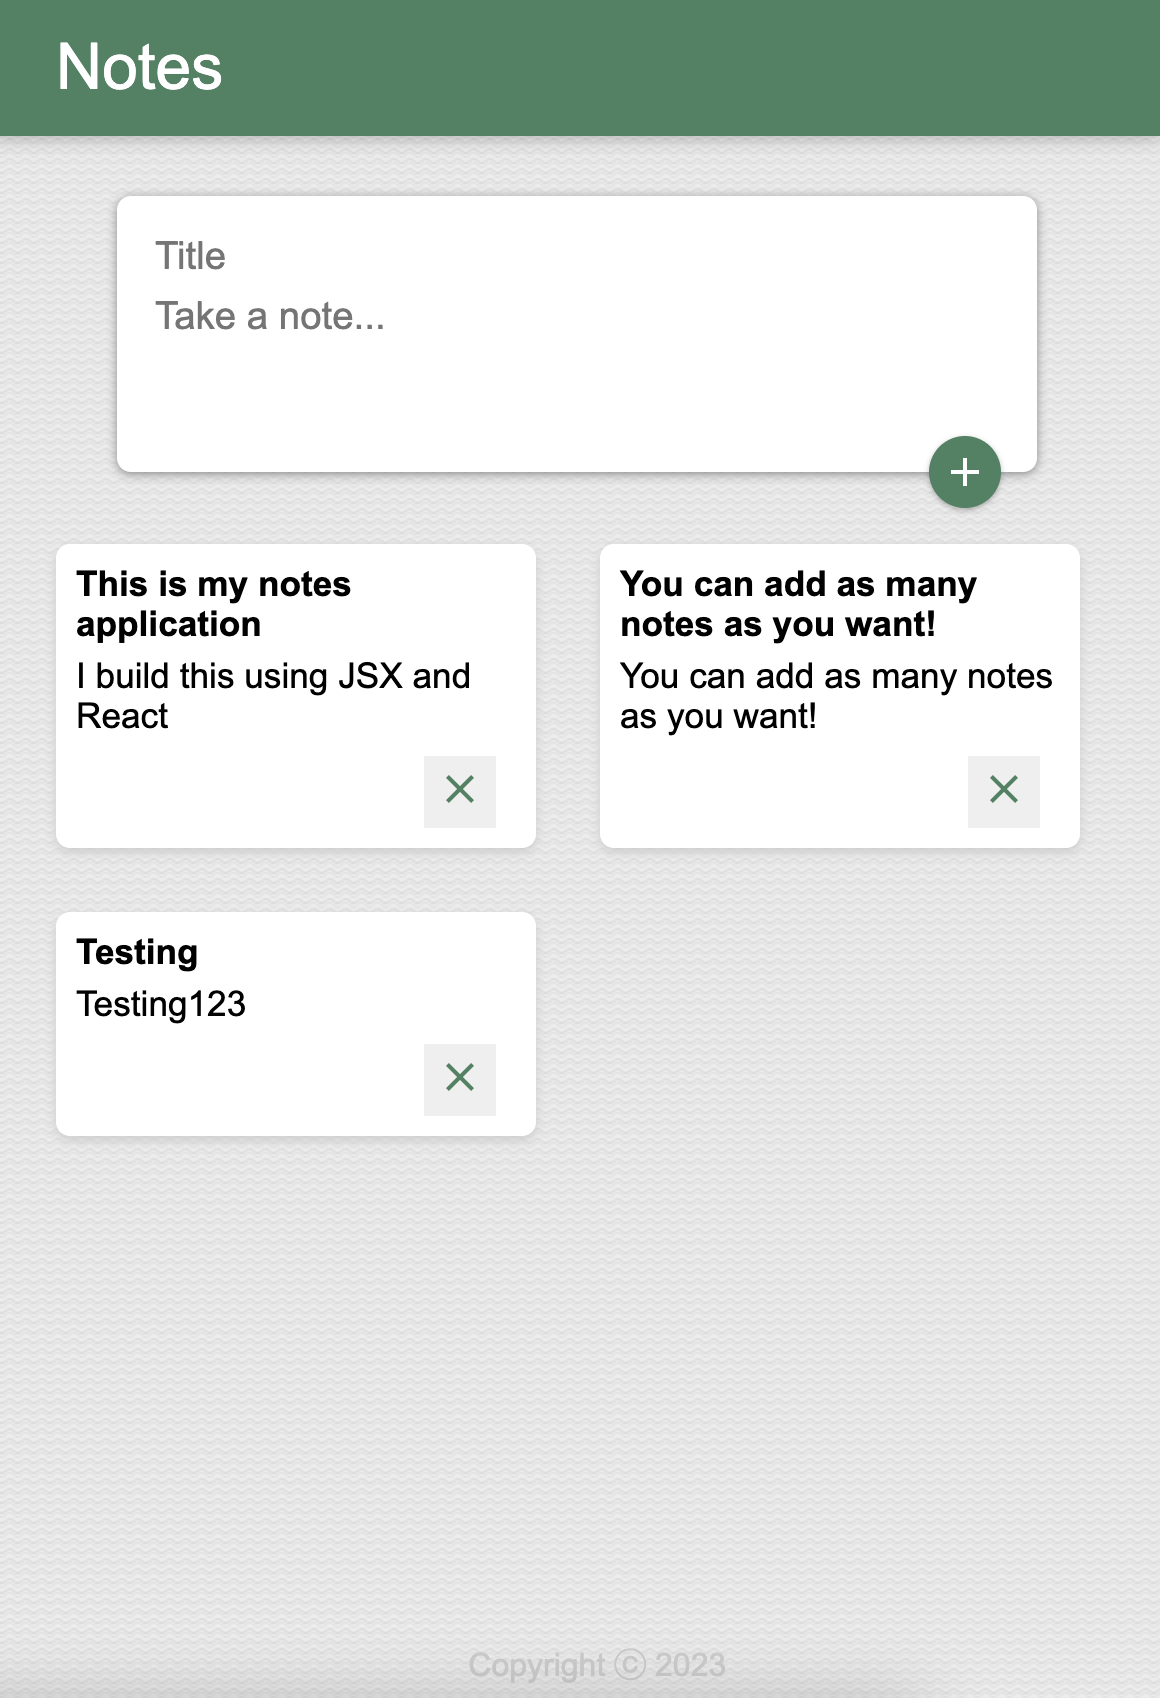 Notes
Title
Take a note...
This is my notes
application
I build this using JSX and
React
You can add as many
notes as you want!
You can add as many notes
as you want!
Testing
Testing123
Copyright ⓒ 2023